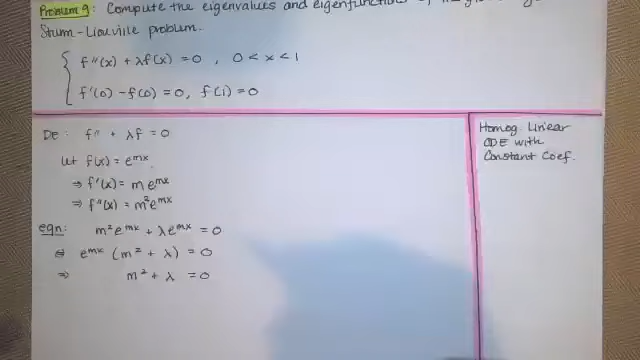 Problem 9: Compute the eigenvalues and eigenfunctions
Sturm-Liouville problem.
f''(x) + λf(x) = 0 , 0 < x < 1
f'(0) - f(0) = 0, f(1) = 0
De: f'' + λf = 0
Let f(x) = e^{mx}.
⇒ f'(x) = m e^{mx}
⇒ f''(x) = m²e^{mx}
eqn: m²e^{mx} + λe^{mx} = 0
⇔ e^{mx} (m² + λ) = 0
⇒ m² + λ = 0
Homog. Linear
ODE with
Constant Coef.